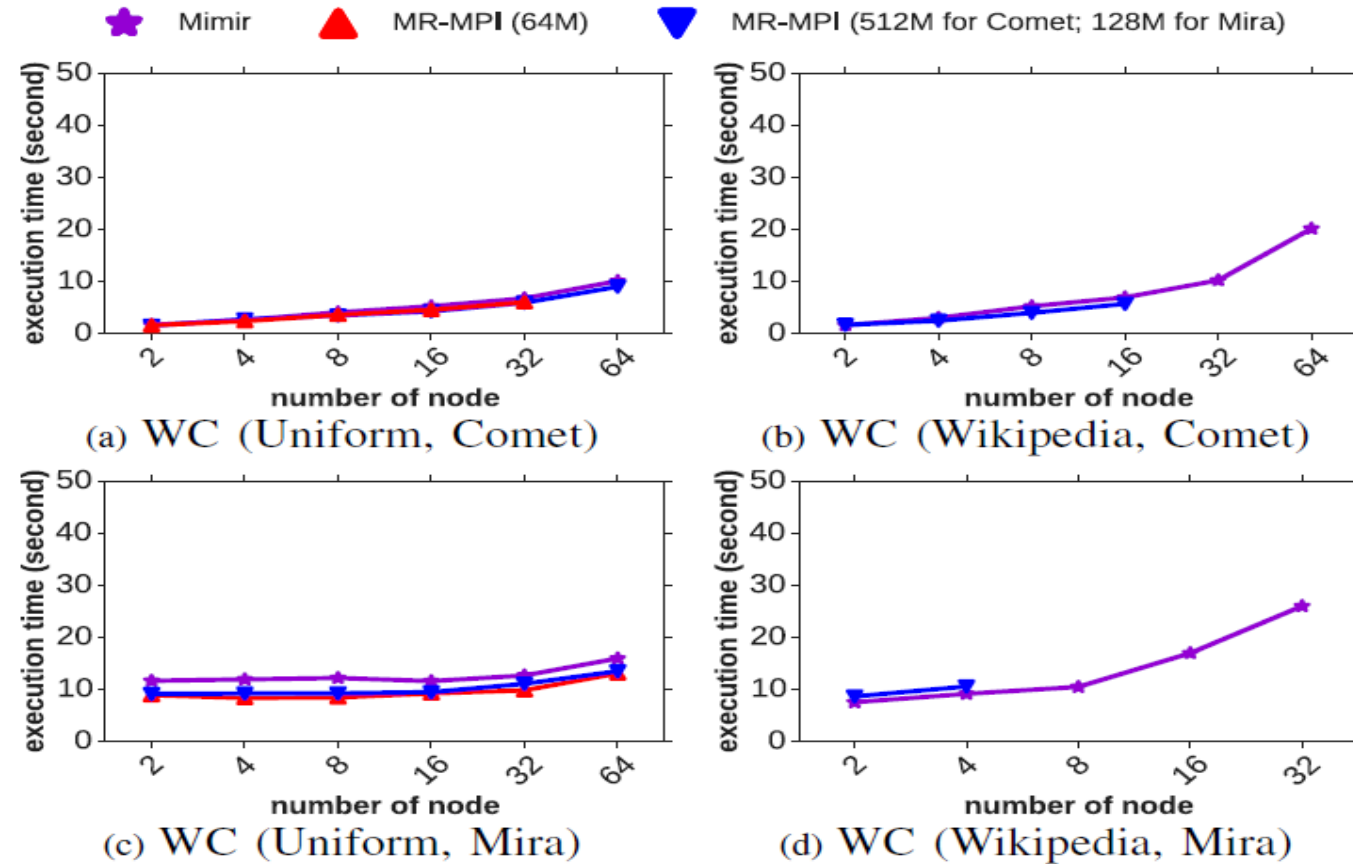 Mimir MR-MPI (64M) MR-MPI (512M for Comet; 128M for Mira)
execution time (second)
50
40
30
20
10
0
2 4 8 16 32 64
number of node
(a) WC (Uniform, Comet)
execution time (second)
50
40
30
20
10
0
2 4 8 16 32 64
number of node
(b) WC (Wikipedia, Comet)
execution time (second)
50
40
30
20
10
0
2 4 8 16 32 64
number of node
(c) WC (Uniform, Mira)
execution time (second)
50
40
30
20
10
0
2 4 8 16 32
number of node
(d) WC (Wikipedia, Mira)